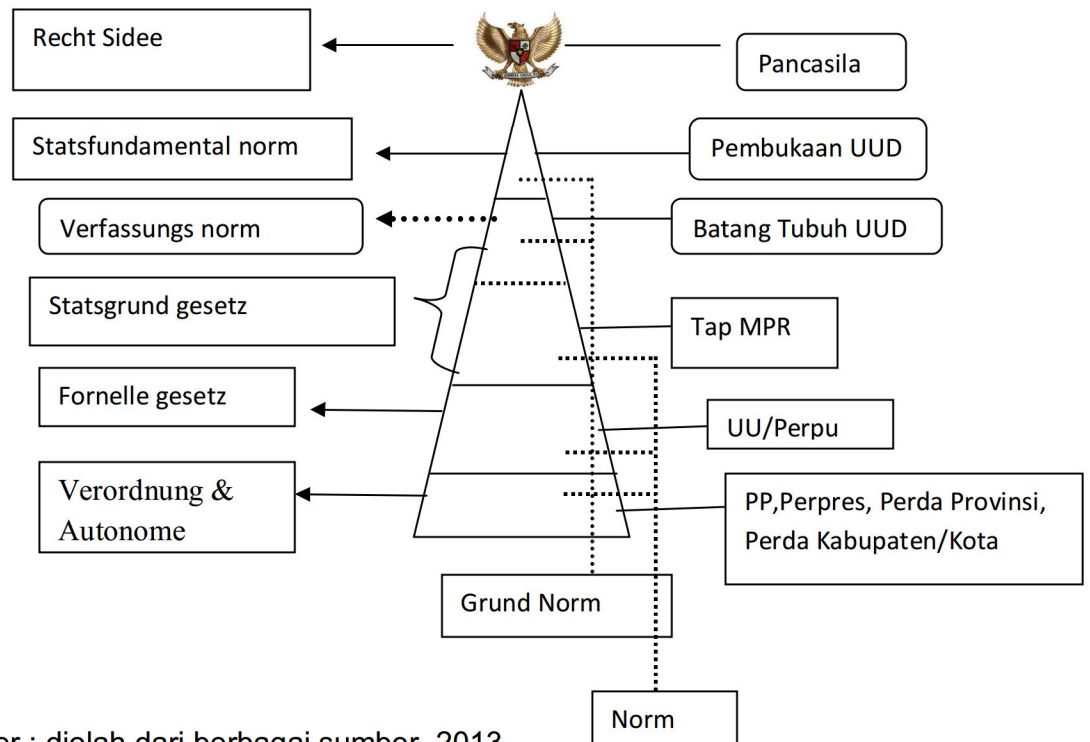 Recht Sidee
Pancasila
Statsfundamental norm
Pembukaan UUD
Verfassungs norm
Batang Tubuh UUD
Statsgrund gesetz
Tap MPR
Fornelle gesetz
UU/Perpu
Verordnung &
Autonome
PP,Perpres, Perda Provinsi,
Perda Kabupaten/Kota
Grund Norm
Norm
: diolah dari berbagai sumber, 2013